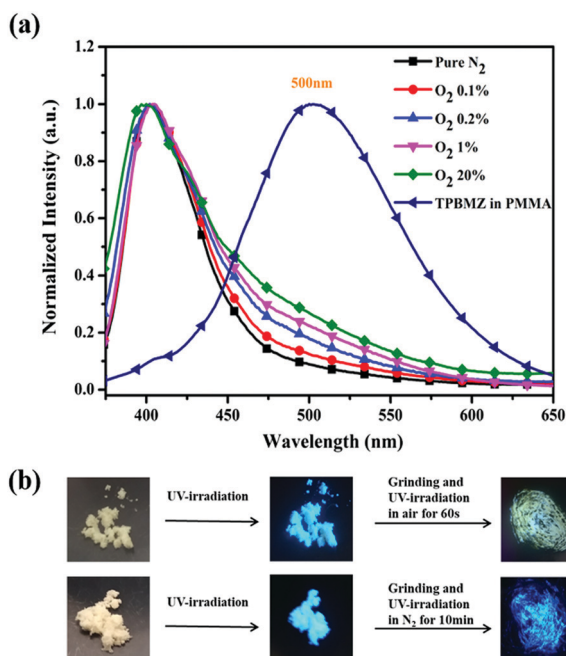 (a)
500nm
Pure N₂
O₂ 0.1%
O₂ 0.2%
O₂ 1%
O₂ 20%
TPBMZ in PMMA
Normalized Intensity (a.u.)
1.2
1.0
0.8
0.6
0.4
0.2
0.0
400 450 500 550 600 650
Wavelength (nm)
(b)
UV-irradiation
Grinding and
UV-irradiation
in air for 60s
UV-irradiation
Grinding and
UV-irradiation
in N₂ for 10min